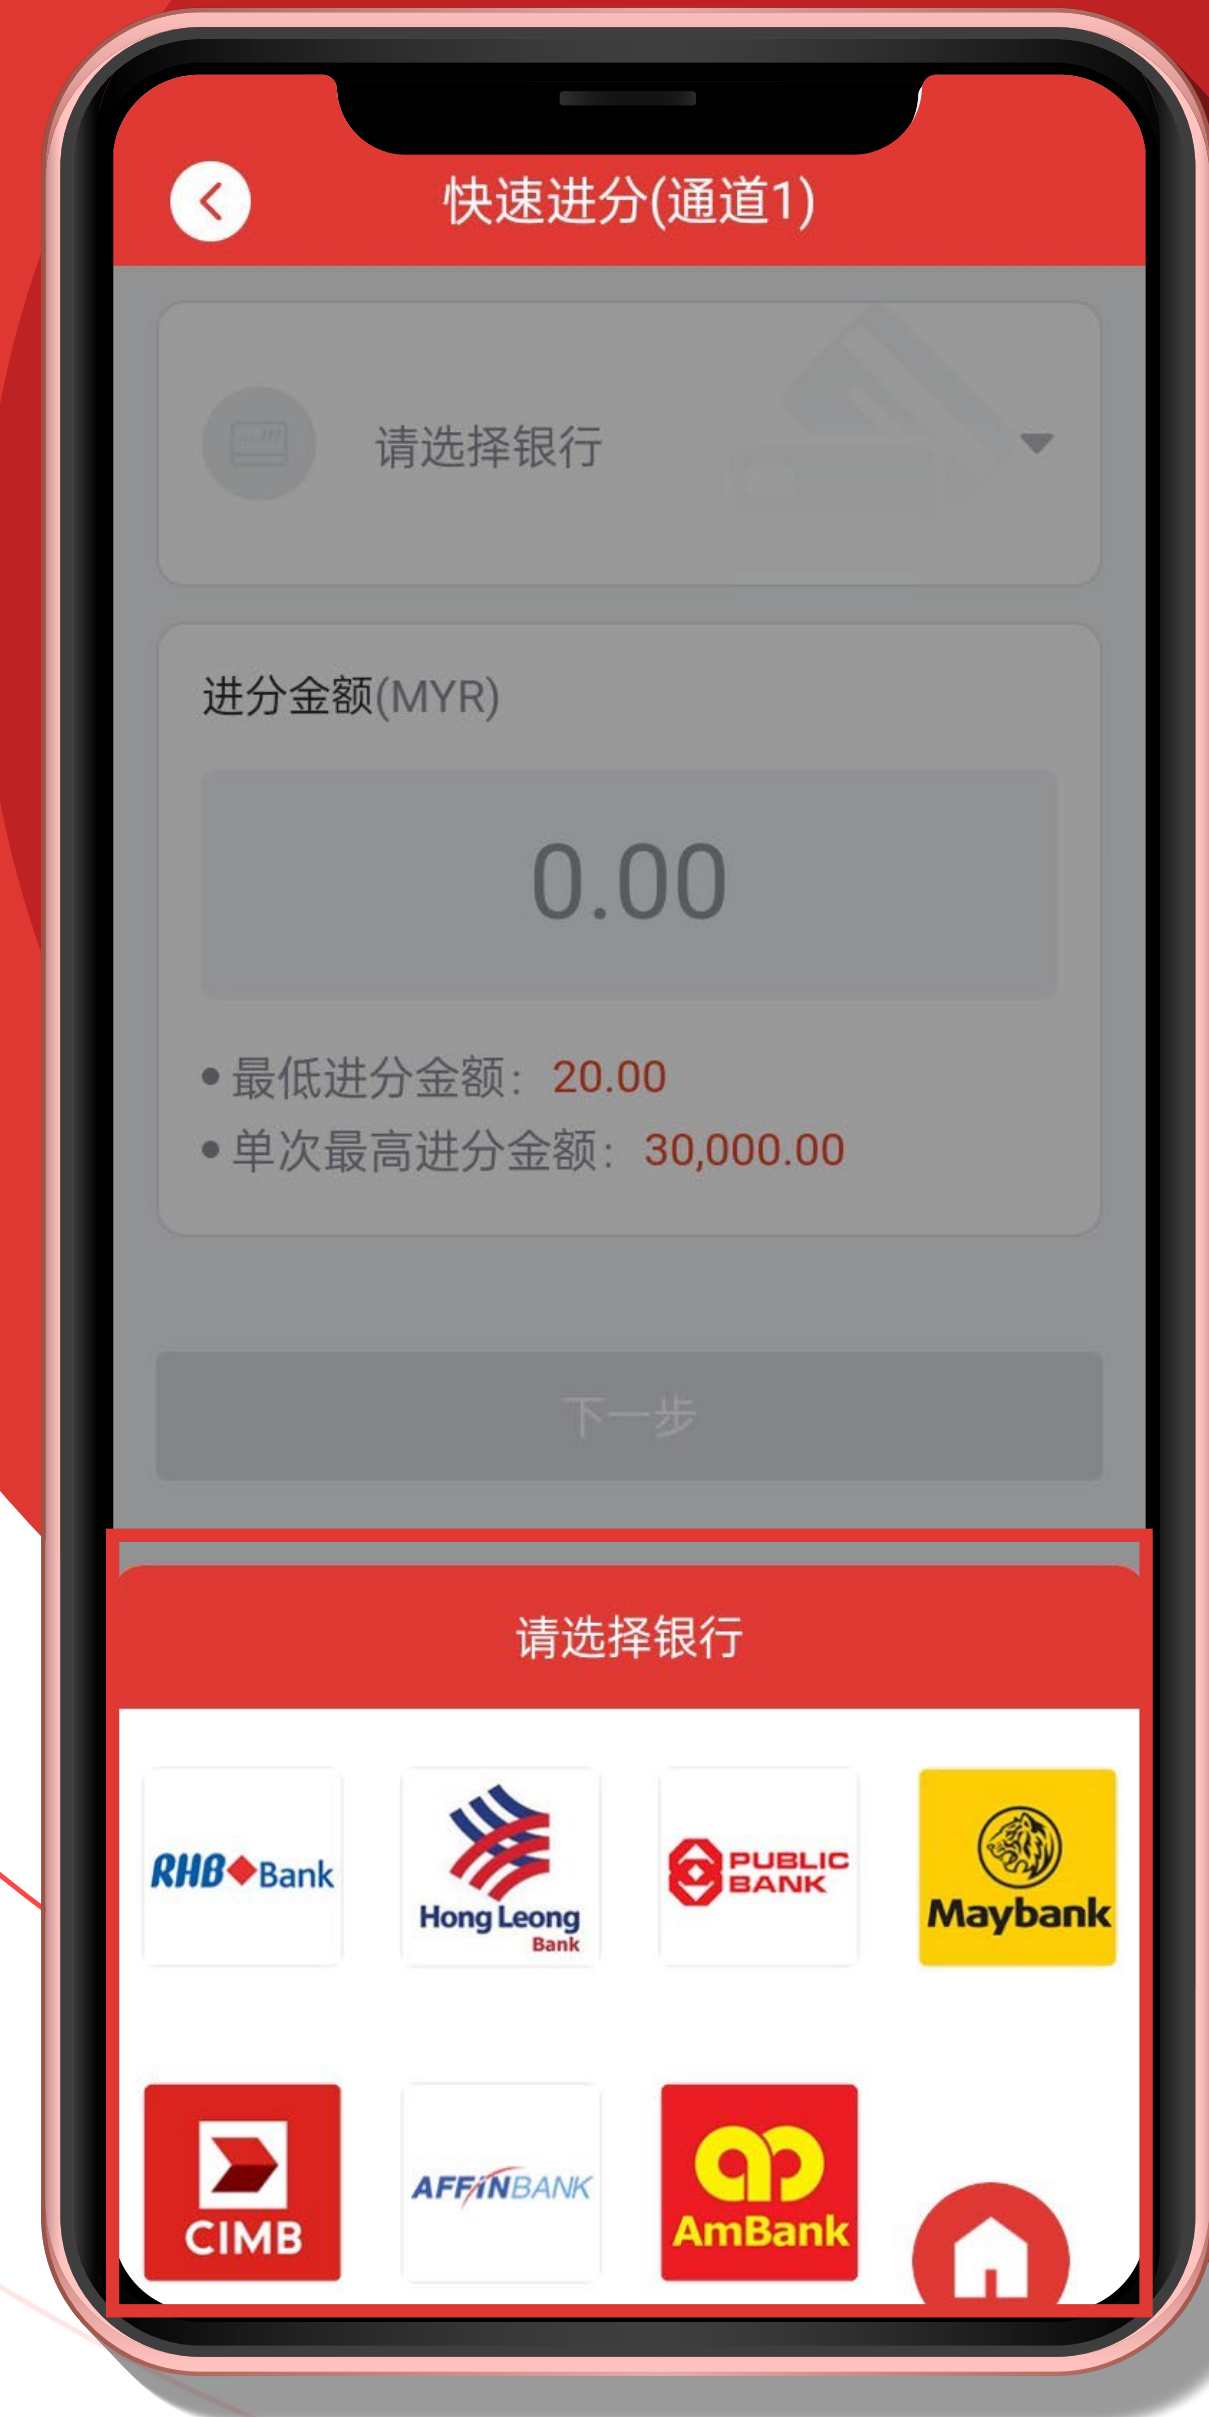 快速进分(通道1)
请选择银行
进分金额(MYR)
0.00
●最低进分金额：20.00
●单次最高进分金额：30,000.00
下一步
请选择银行
RHB Bank
Hong Leong
Bank
PUBLIC
BANK
Maybank
CIMB
AFFINBANK
AmBank